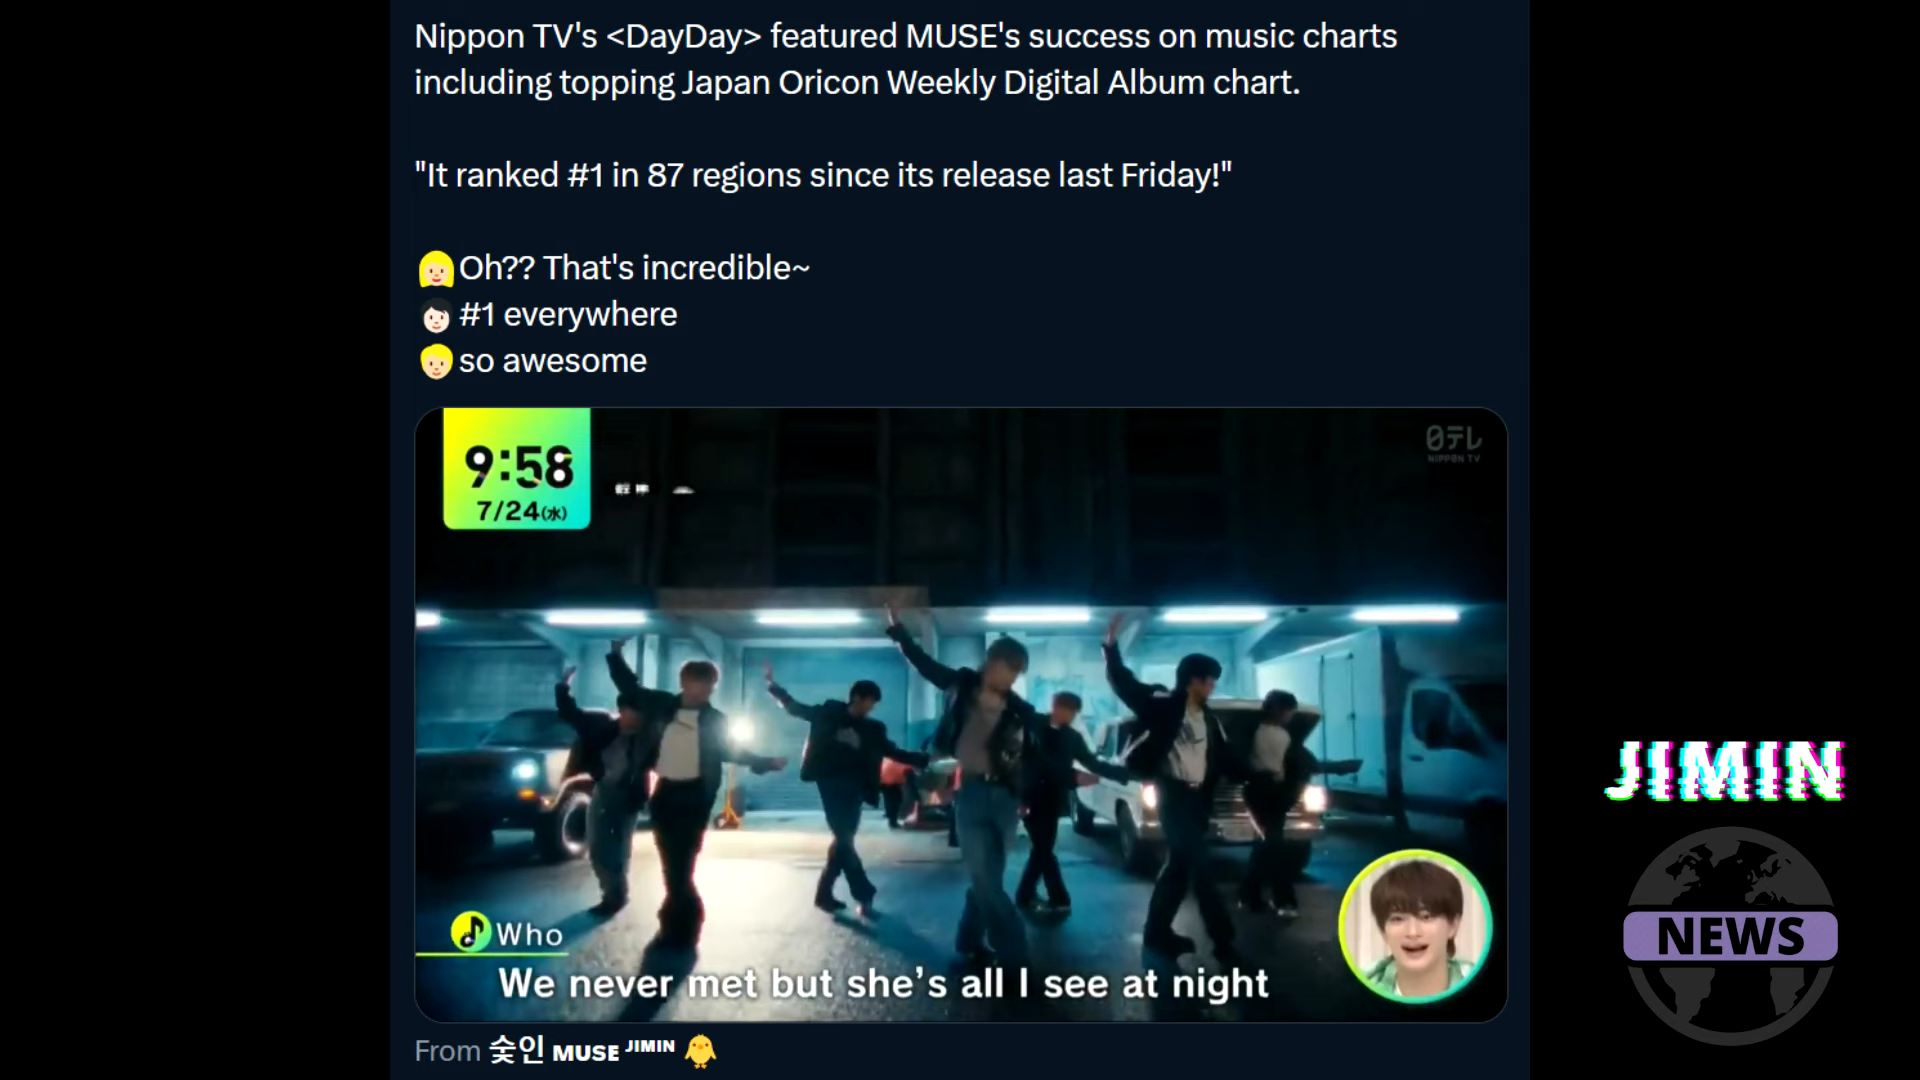 Nippon TV's <DayDay> featured MUSE's success on music charts
including topping Japan Oricon Weekly Digital Album chart.
"It ranked #1 in 87 regions since its release last Friday!"
Oh?? That's incredible~
#1 everywhere
so awesome
9:58
7/24(水)
日テレ
NIPPON TV
Who
We never met but she's all I see at night
From 숯인 MUSE JIMIN
JIMIN
NEWS